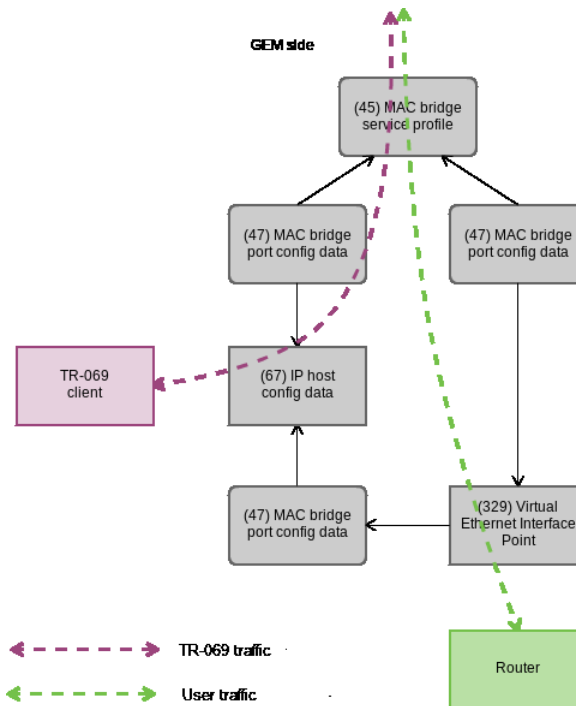 GEM side
(45) MAC bridge
service profile
(47) MAC bridge
port config data
(47) MAC bridge
port config data
TR-069
client
(67) IP host
config data
(47) MAC bridge
port config data
(329) Virtual
Ethernet Interface
Point
TR-069 traffic
User traffic
Router